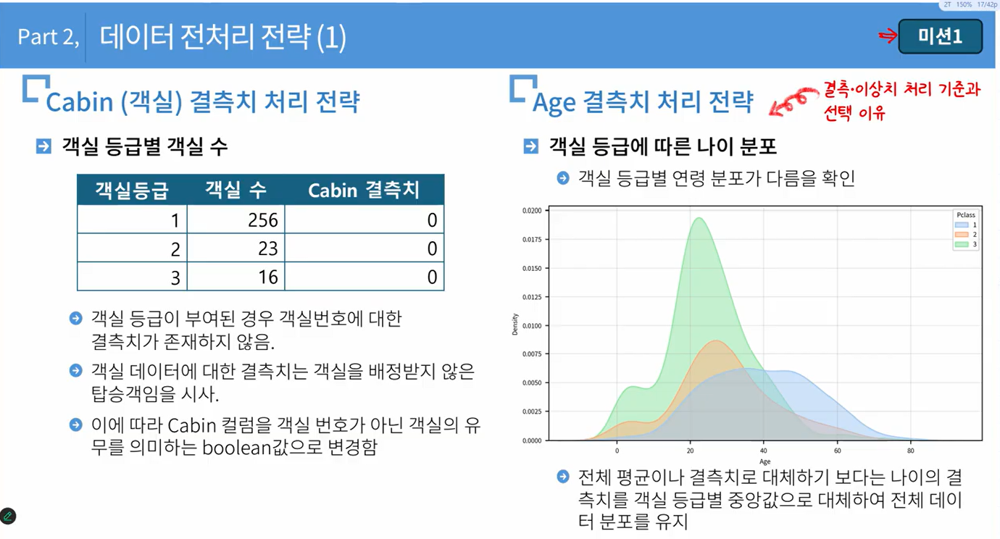 2T 150% 17/42p
Part 2, 데이터 전처리 전략 (1)
미션1
Cabin (객실) 결측치 처리 전략
객실 등급별 객실 수
객실등급 객실 수 Cabin 결측치
1 256 0
2 23 0
3 16 0
객실 등급이 부여된 경우 객실번호에 대한
결측치가 존재하지 않음.
객실 데이터에 대한 결측치는 객실을 배정받지 않은
탑승객임을 시사.
이에 따라 Cabin 컬럼을 객실 번호가 아닌 객실의 유
무를 의미하는 boolean값으로 변경함
Age 결측치 처리 전략
결측·이상치 처리 기준과
선택 이유
객실 등급에 따른 나이 분포
객실 등급별 연령 분포가 다름을 확인
0.0200
0.0175
0.0150
0.0125
0.0100
0.0075
0.0050
0.0025
0.0000
Density
Pclass
1
2
3
0 20 40 60 80
Age
전체 평균이나 결측치로 대체하기 보다는 나이의 결
측치를 객실 등급별 중앙값으로 대체하여 전체 데이
터 분포를 유지